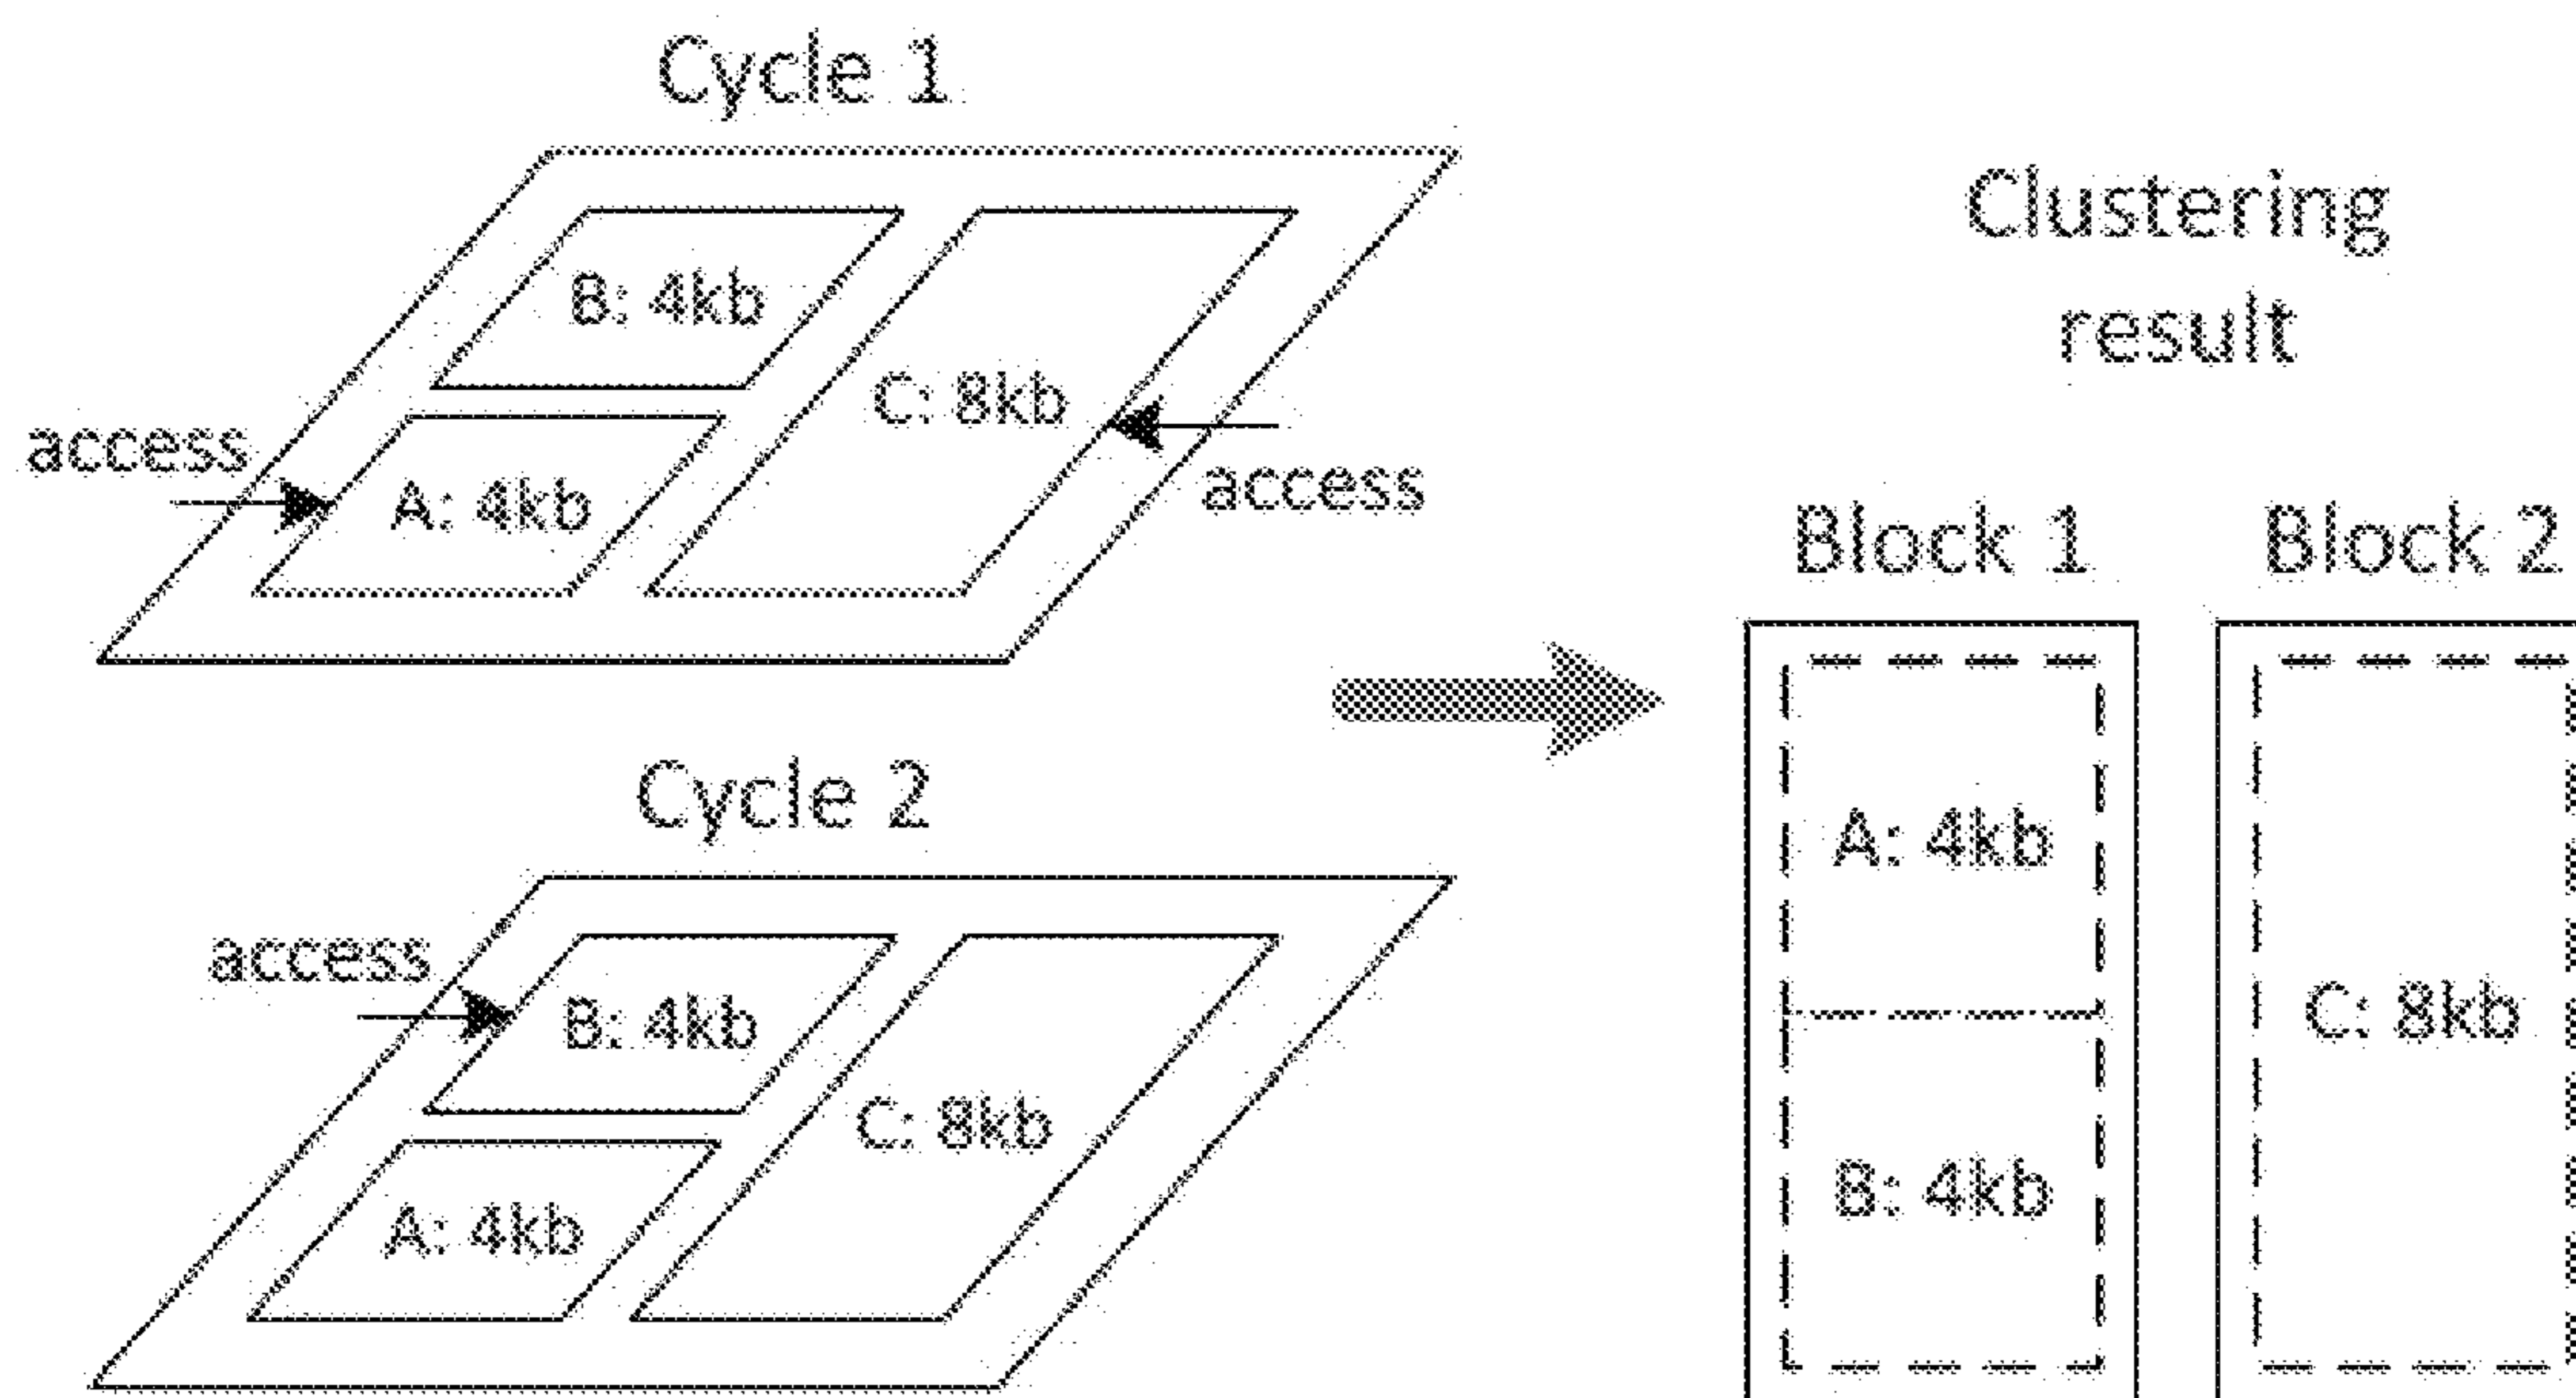 Cycle 1
B: 4kb
C: 8kb
access
access
A: 4kb
Cycle 2
access
B: 4kb
C: 8kb
A: 4kb
Clustering
result
Block 1
Block 2
A: 4kb
C: 8kb
B: 4kb